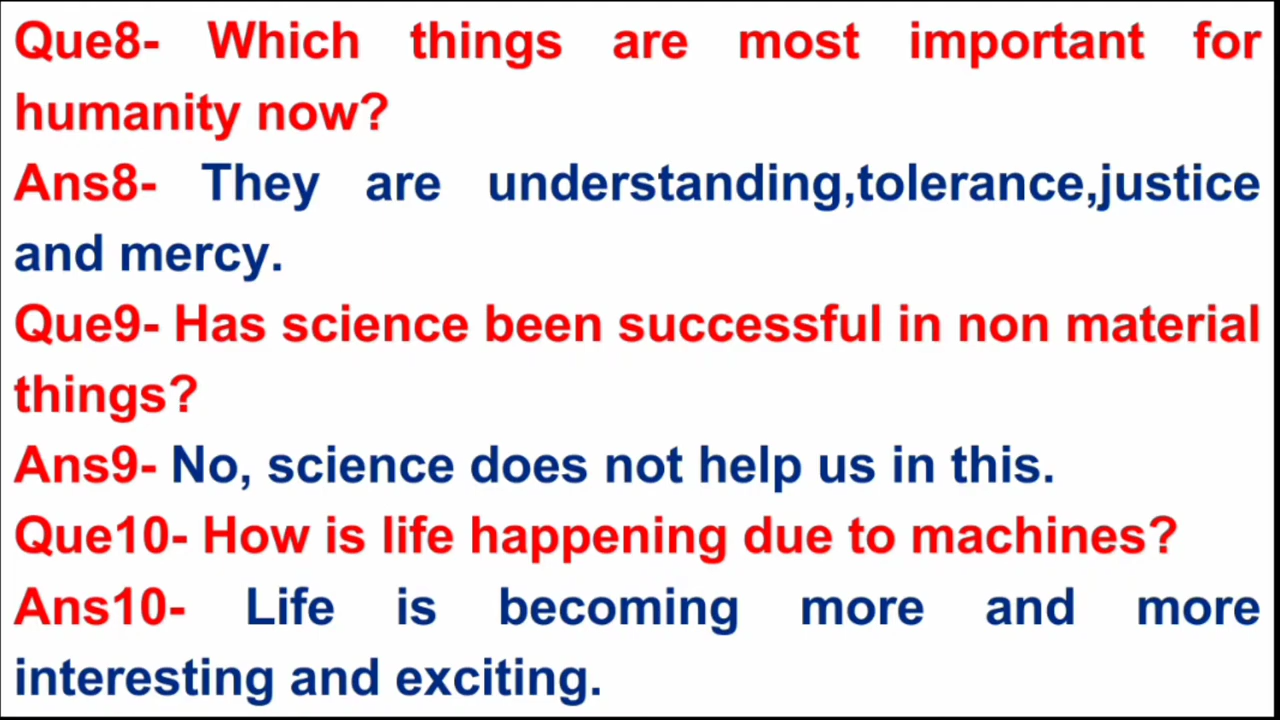 Que8- Which things are most important for
humanity now?
Ans8- They are understanding,tolerance,justice
and mercy.
Que9- Has science been successful in non material
things?
Ans9- No, science does not help us in this.
Que10- How is life happening due to machines?
Ans10- Life is becoming more and more
interesting and exciting.